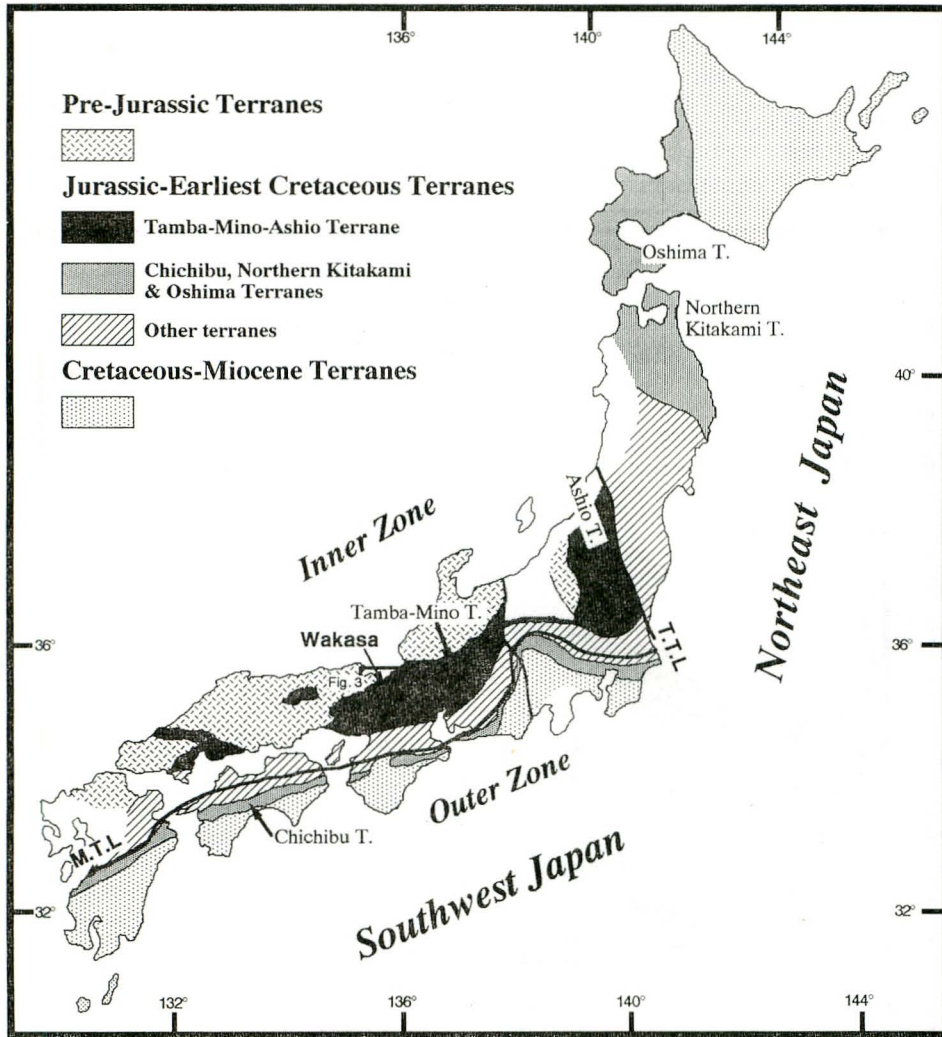 136°
140°
144°
Pre-Jurassic Terranes
Jurassic-Earliest Cretaceous Terranes
Tamba-Mino-Ashio Terrane
Chichibu, Northern Kitakami
& Oshima Terranes
Other terranes
Cretaceous-Miocene Terranes
Oshima T.
Northern
Kitakami T.
40°
Northeast Japan
Ashio T.
Inner Zone
Tamba-Mino T.
Wakasa
Fig. 3
T.T.L
36°
36°
Outer Zone
Chichibu T.
M.T.L
Southwest Japan
32°
32°
132°
136°
140°
144°